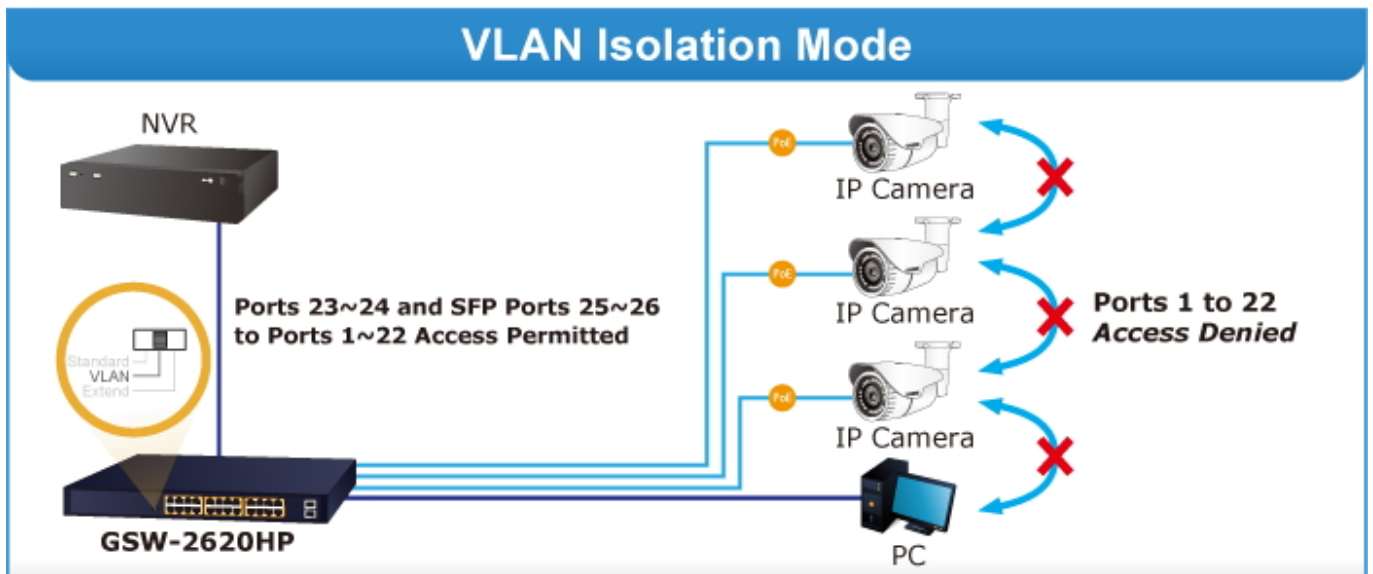 VLAN Isolation Mode
NVR
Ports 23~24 and SFP Ports 25~26
to Ports 1~22 Access Permitted
Standard
VLAN
Extend
GSW-2620HP
PoE
IP Camera
PoE
IP Camera
PoE
IP Camera
PC
Ports 1 to 22
Access Denied